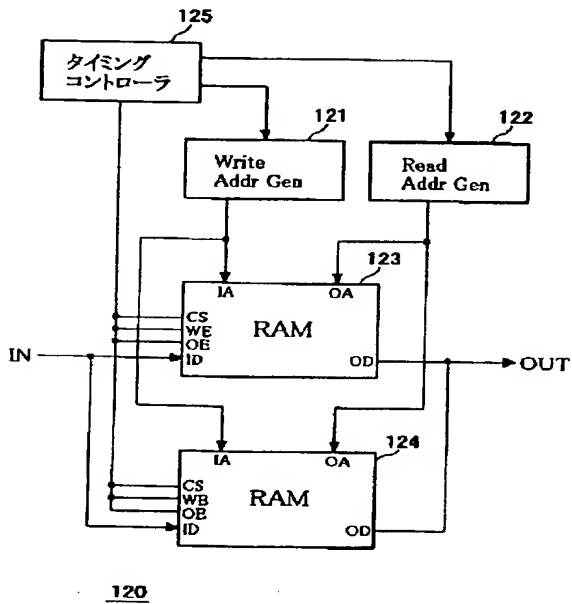 125
タイミング
コントローラ
121
122
Write
Addr Gen
Read
Addr Gen
123
IA
OA
CS
WE
OE
ID
RAM
OD
IN
OUT
IA
OA
124
CS
WB
OE
ID
RAM
OD
120